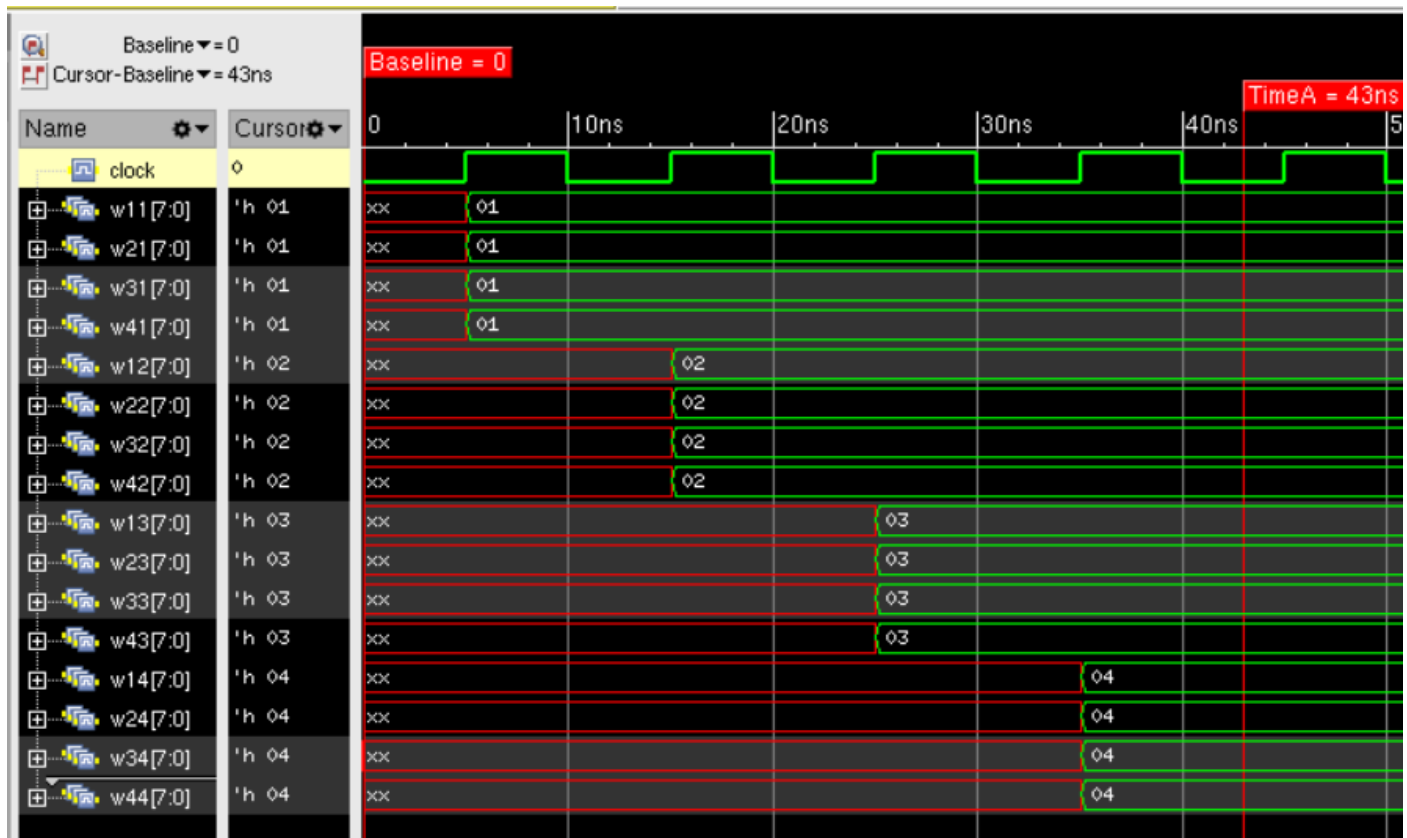 Baseline▼= 0
Cursor-Baseline▼= 43ns
Baseline = 0
TimeA = 43ns
Name Cursor 0 10ns 20ns 30ns 40ns 5
clock 0
w11[7:0] 'h 01 xx 01
w21[7:0] 'h 01 xx 01
w31[7:0] 'h 01 xx 01
w41[7:0] 'h 01 xx 01
w12[7:0] 'h 02 xx 02
w22[7:0] 'h 02 xx 02
w32[7:0] 'h 02 xx 02
w42[7:0] 'h 02 xx 02
w13[7:0] 'h 03 xx 03
w23[7:0] 'h 03 xx 03
w33[7:0] 'h 03 xx 03
w43[7:0] 'h 03 xx 03
w14[7:0] 'h 04 xx 04
w24[7:0] 'h 04 xx 04
w34[7:0] 'h 04 xx 04
w44[7:0] 'h 04 xx 04